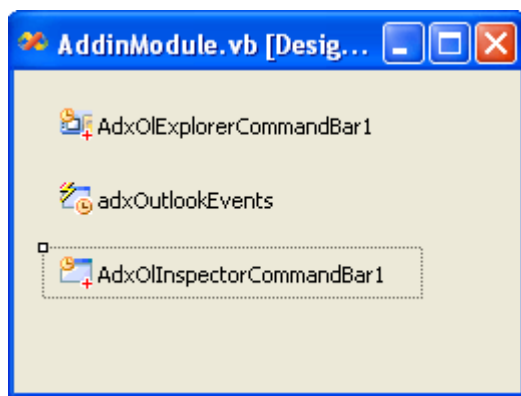 AddinModule.vb [Desig...
AdxOlExplorerCommandBar1
adxOutlookEvents
AdxOlInspectorCommandBar1